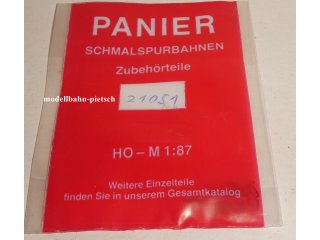 PANIER
SCHMALSPURBAHNEN
Zubehörteile
modellbahn-pietsch
21051
HO – M 1:87
Weitere Einzelteile
finden Sie in unserem Gesamtkatalog